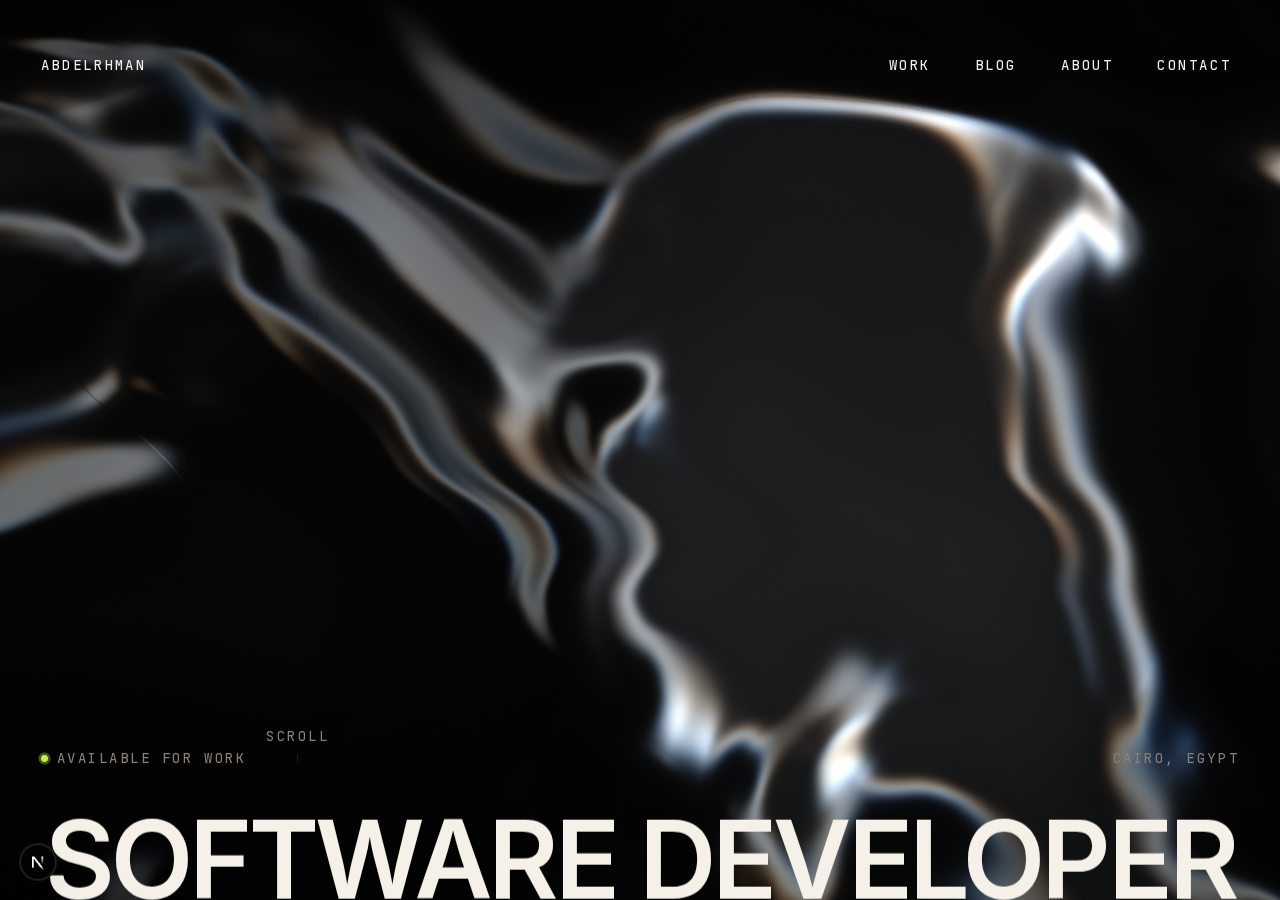 ABDELRHMAN
WORK BLOG ABOUT CONTACT
SCROLL
AVAILABLE FOR WORK
CAIRO, EGYPT
SOFTWARE DEVELOPER
N